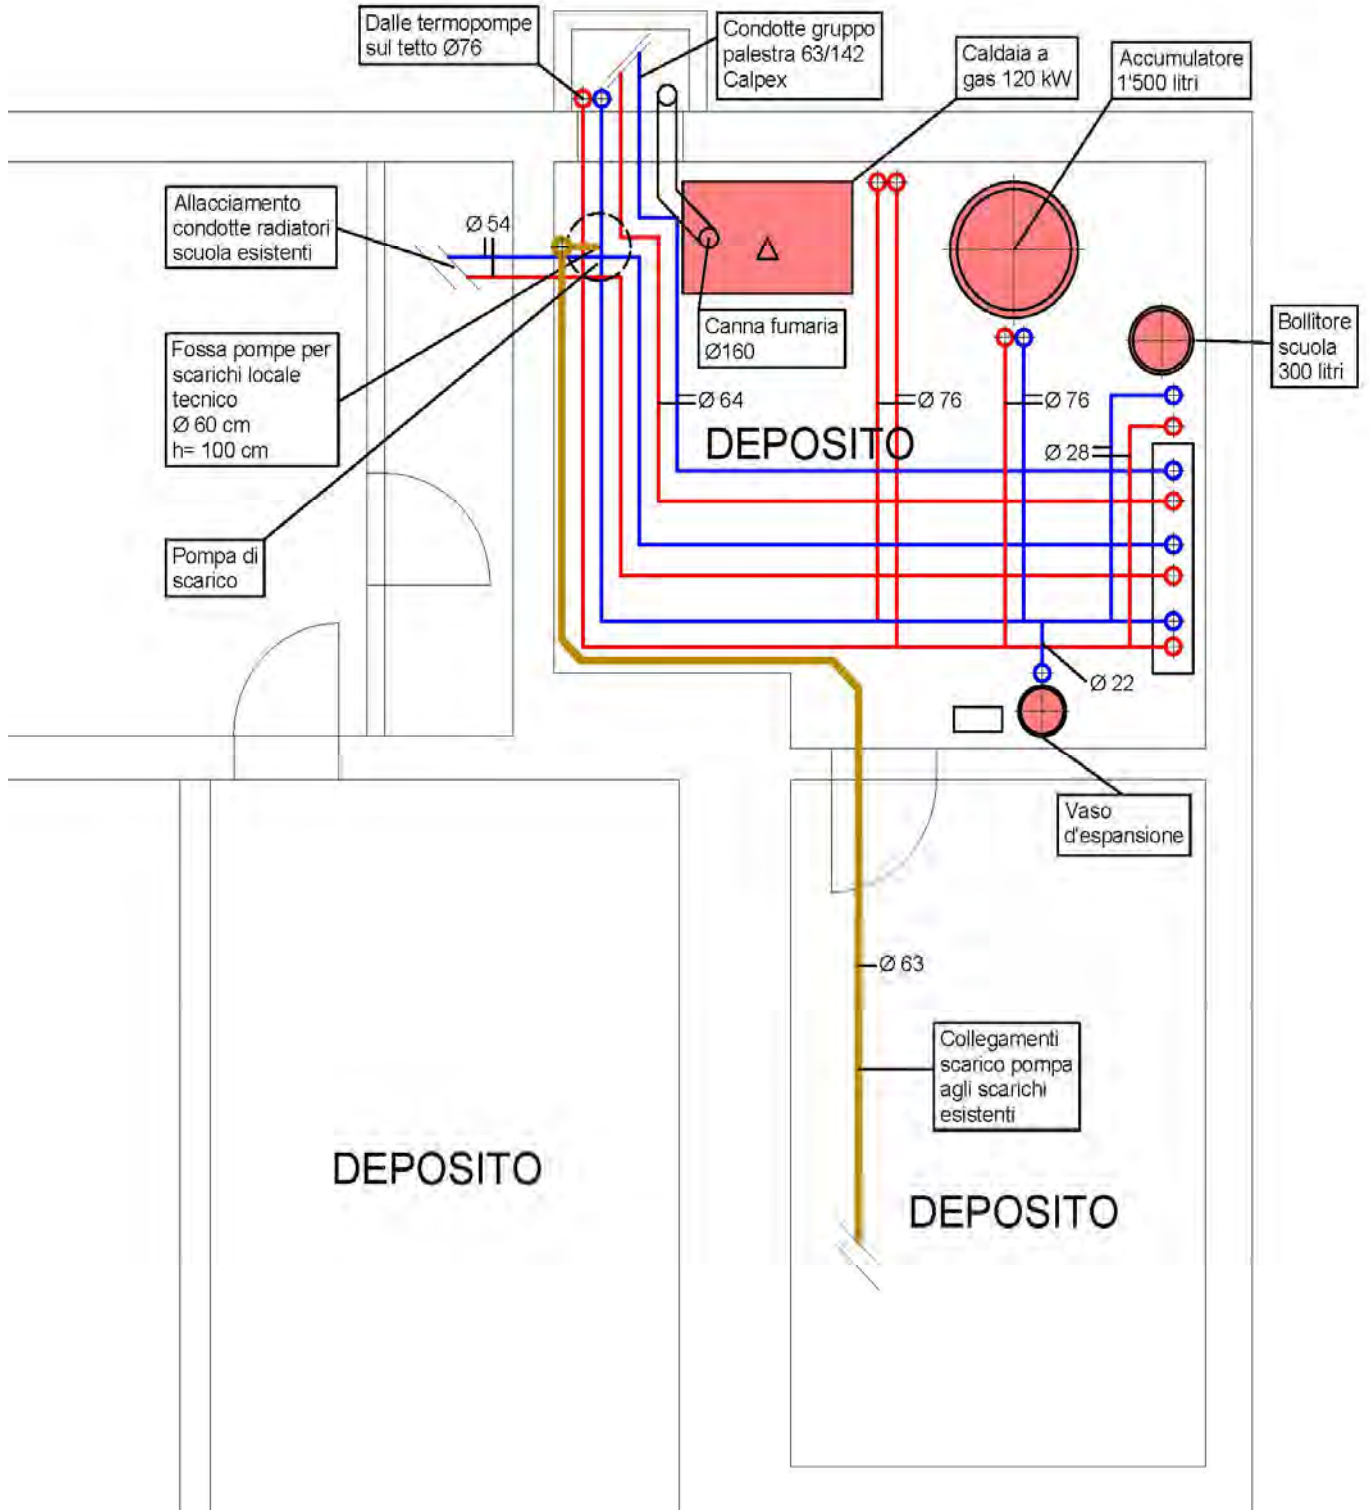 Dalle termopompe
sul tetto Ø76
Condotte gruppo
palestra 63/142
Calpex
Caldaia a
gas 120 kW
Accumulatore
1'500 litri
Allacciamento
condotte radiatori
scuola esistenti
Ø 54
Canna fumaria
Ø160
Bollitore
scuola
300 litri
Fossa pompe per
scarichi locale
tecnico
Ø 60 cm
h= 100 cm
Ø 64
Ø 76
Ø 76
DEPOSITO
Ø 28
Pompa di
scarico
Ø 22
Vaso
d'espansione
Ø 63
Collegamenti
scarico pompa
agli scarichi
esistenti
DEPOSITO
DEPOSITO